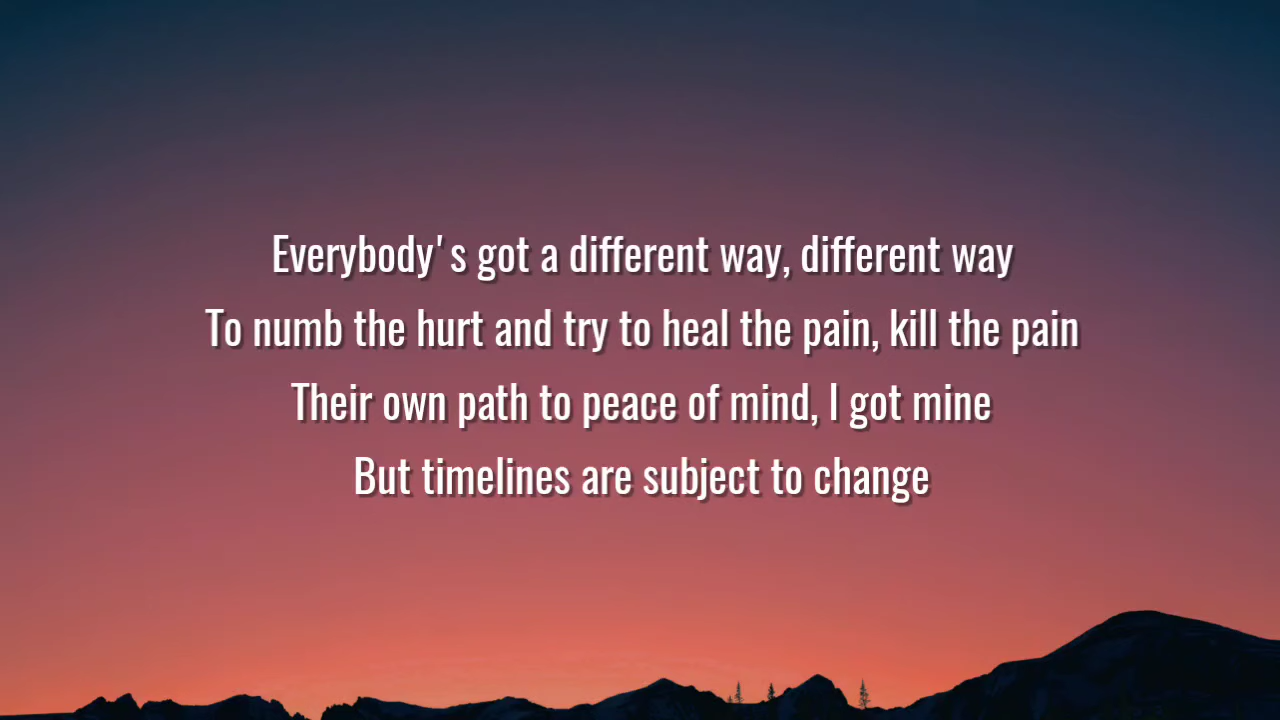 Everybody's got a different way, different way
To numb the hurt and try to heal the pain, kill the pain
Their own path to peace of mind, I got mine
But timelines are subject to change